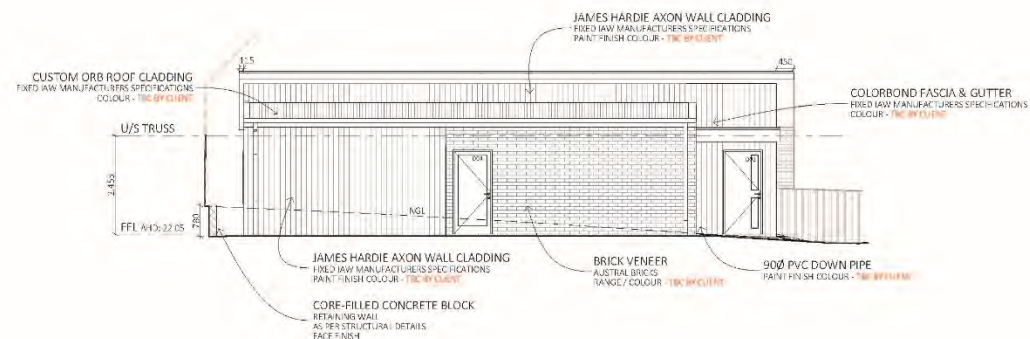 JAMES HARDIE AXON WALL CLADDING
FIXED IAW MANUFACTURERS SPECIFICATIONS
PAINT FINISH COLOUR - TBC BY CLIENT
115
450
CUSTOM ORB ROOF CLADDING
FIXED IAW MANUFACTURERS SPECIFICATIONS
COLOUR - TBC BY CLIENT
COLORBOND FASCIA & GUTTER
FIXED IAW MANUFACTURERS SPECIFICATIONS
COLOUR - TBC BY CLIENT
U/S TRUSS
2,455
NGL
780
FFL AHD: 22.05
JAMES HARDIE AXON WALL CLADDING
FIXED IAW MANUFACTURERS SPECIFICATIONS
PAINT FINISH COLOUR - TBC BY CLIENT
BRICK VENEER
AUSTRAL BRICKS
RANGE / COLOUR - TBC BY CLIENT
90Ø PVC DOWN PIPE
PAINT FINISH COLOUR - TBC BY CLIENT
CORE-FILLED CONCRETE BLOCK
RETAINING WALL
AS PER STRUCTURAL DETAILS
FACE FINISH